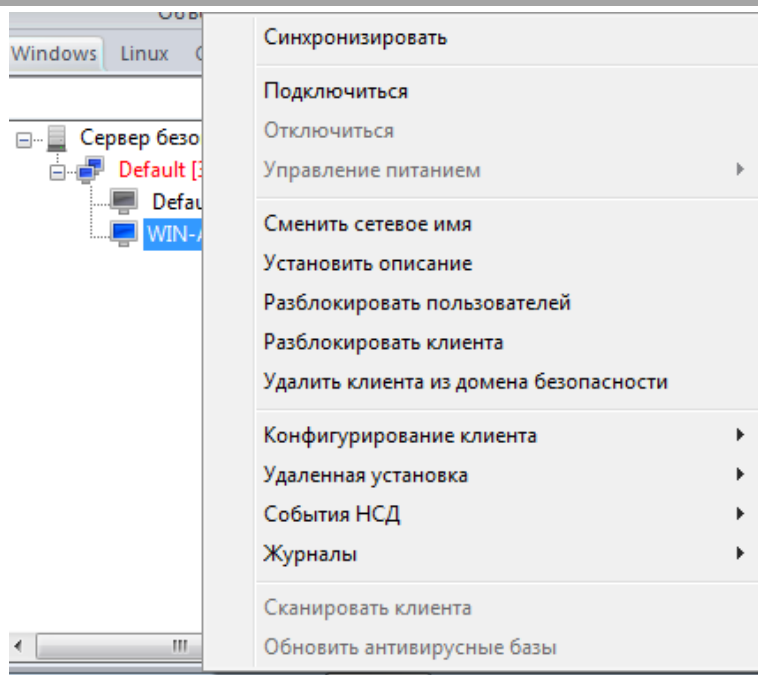 Windows Linux
Сервер безо
Default [3
Defau
WIN-A
Синхронизировать
Подключиться
Отключиться
Управление питанием
Сменить сетевое имя
Установить описание
Разблокировать пользователей
Разблокировать клиента
Удалить клиента из домена безопасности
Конфигурирование клиента
Удаленная установка
События НСД
Журналы
Сканировать клиента
Обновить антивирусные базы